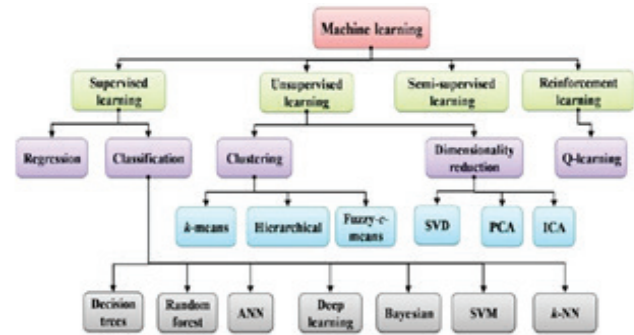 Machine learning
Supervised
learning
Unsupervised
learning
Semi-supervised
learning
Reinforcement
learning
Regression
Classification
Clustering
Dimensionality
reduction
Q-learning
k-means
Hierarchical
Fuzzy-c-
means
SVD
PCA
ICA
Decision
trees
Random
forest
ANN
Deep
learning
Bayesian
SVM
k-NN